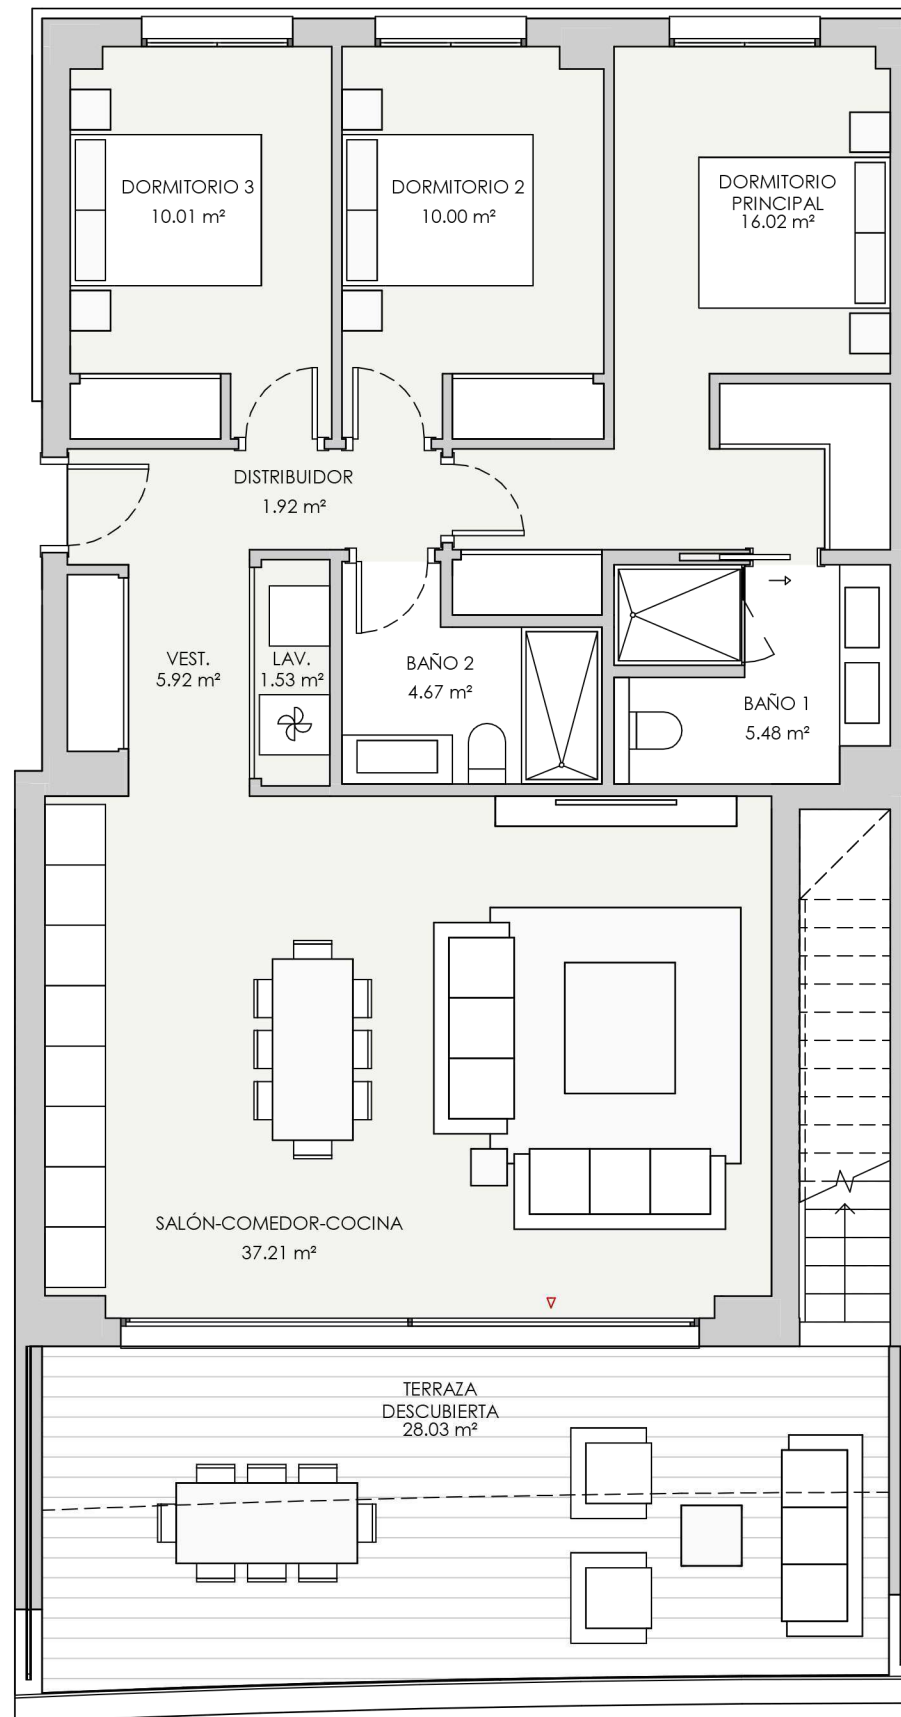 DORMITORIO 3
10.01 m²
DORMITORIO 2
10.00 m²
DORMITORIO
PRINCIPAL
16.02 m²
DISTRIBUIDOR
1.92 m²
VEST.
5.92 m²
LAV.
1.53 m²
BAÑO 2
4.67 m²
BAÑO 1
5.48 m²
SALÓN-COMEDOR-COCINA
37.21 m²
TERRAZA
DESCUBIERTA
28.03 m²